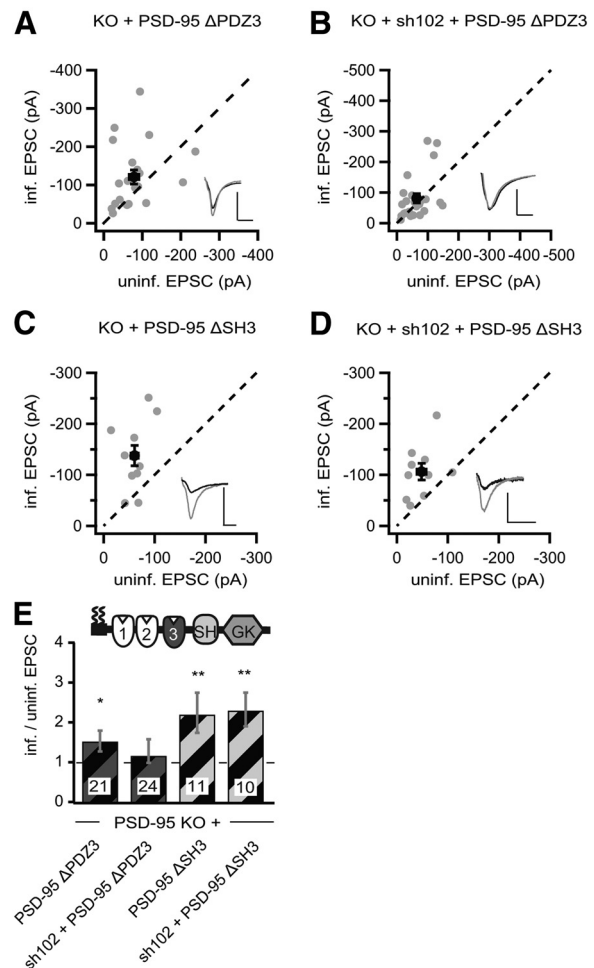 A
KO + PSD-95 ΔPDZ3
inf. EPSC (pA)
-400
-300
-200
-100
0
0 -100 -200 -300 -400
uninf. EPSC (pA)
B
KO + sh102 + PSD-95 ΔPDZ3
inf. EPSC (pA)
-500
-400
-300
-200
-100
0
0 -100 -200 -300 -400 -500
uninf. EPSC (pA)
C
KO + PSD-95 ΔSH3
inf. EPSC (pA)
-300
-200
-100
0
0 -100 -200 -300
uninf. EPSC (pA)
D
KO + sh102 + PSD-95 ΔSH3
inf. EPSC (pA)
-300
-200
-100
0
0 -100 -200 -300
uninf. EPSC (pA)
E
1 2 3 SH GK
inf. / uninf. EPSC
4
3
2
1
0
* ** **
21 24 11 10
PSD-95 KO +
PSD-95 ΔPDZ3
sh102 + PSD-95 ΔPDZ3
PSD-95 ΔSH3
sh102 + PSD-95 ΔSH3